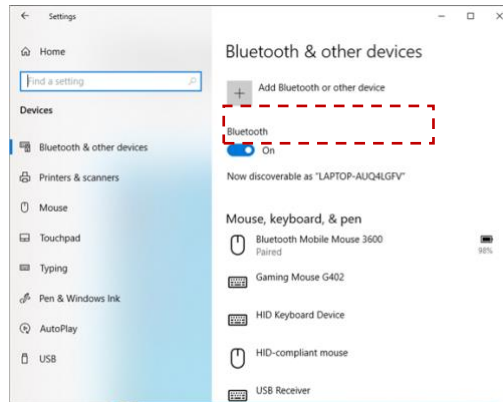 Settings
Home
Find a setting
Devices
Bluetooth & other devices
Printers & scanners
Mouse
Touchpad
Typing
Pen & Windows Ink
AutoPlay
USB
Bluetooth & other devices
Add Bluetooth or other device
Bluetooth
On
Now discoverable as "LAPTOP-AUQ4LGFV"
Mouse, keyboard, & pen
Bluetooth Mobile Mouse 3600
Paired
98%
Gaming Mouse G402
HID Keyboard Device
HID-compliant mouse
USB Receiver